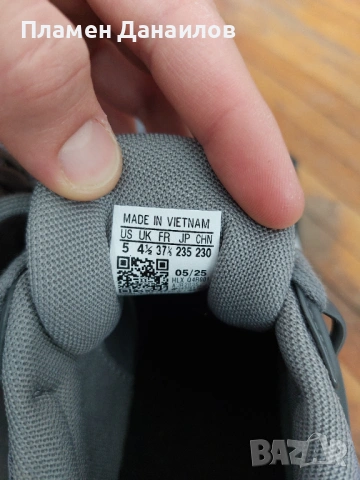 Пламен Данаилов
MADE IN VIETNAM
US UK FR JP CHN
5 4½ 37⅓ 235 230
05/25
BAZAR